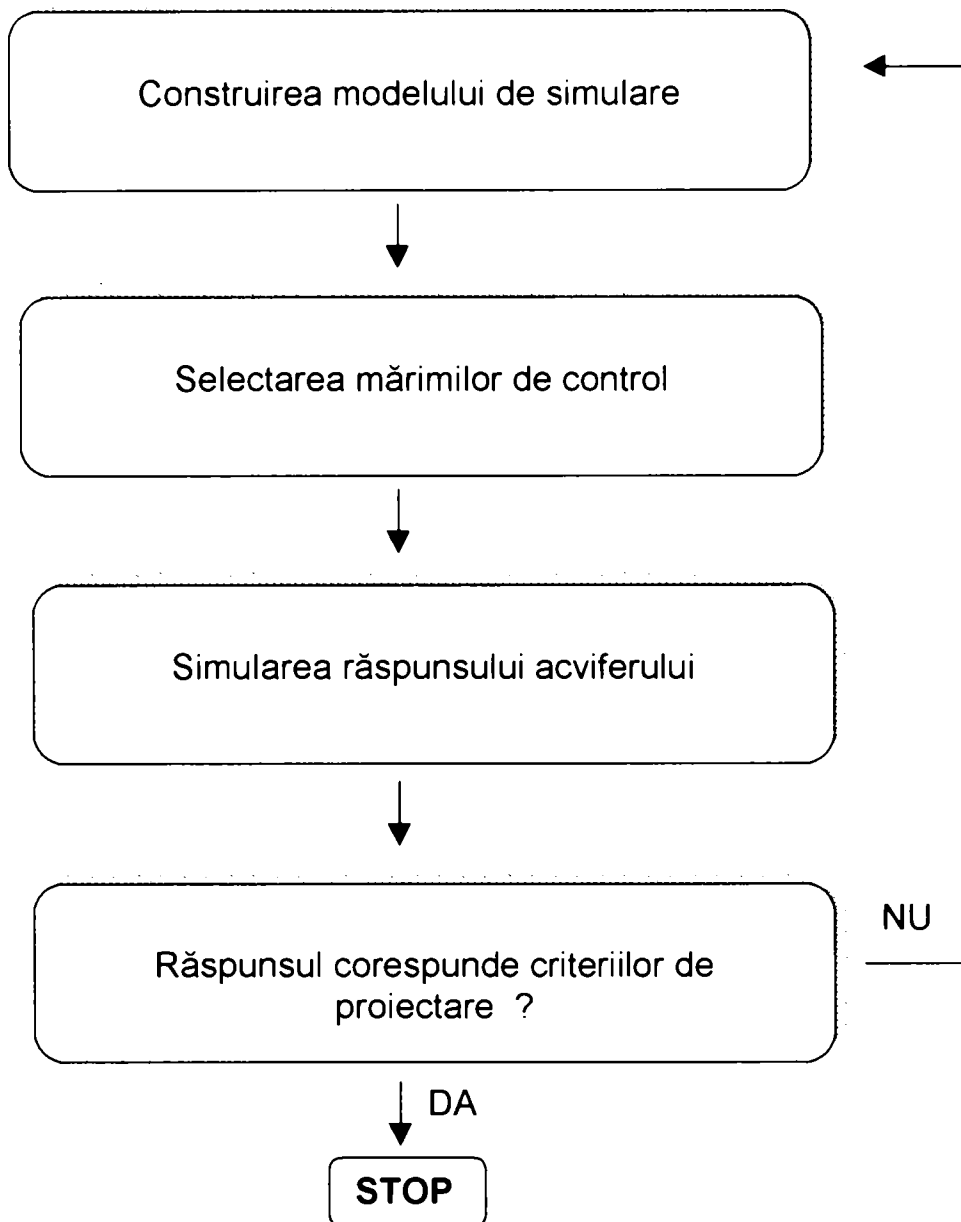 Construirea modelului de simulare
Selectarea mărimilor de control
Simularea răspunsului acviferului
Răspunsul corespunde criteriilor de
proiectare ?
NU
DA
STOP